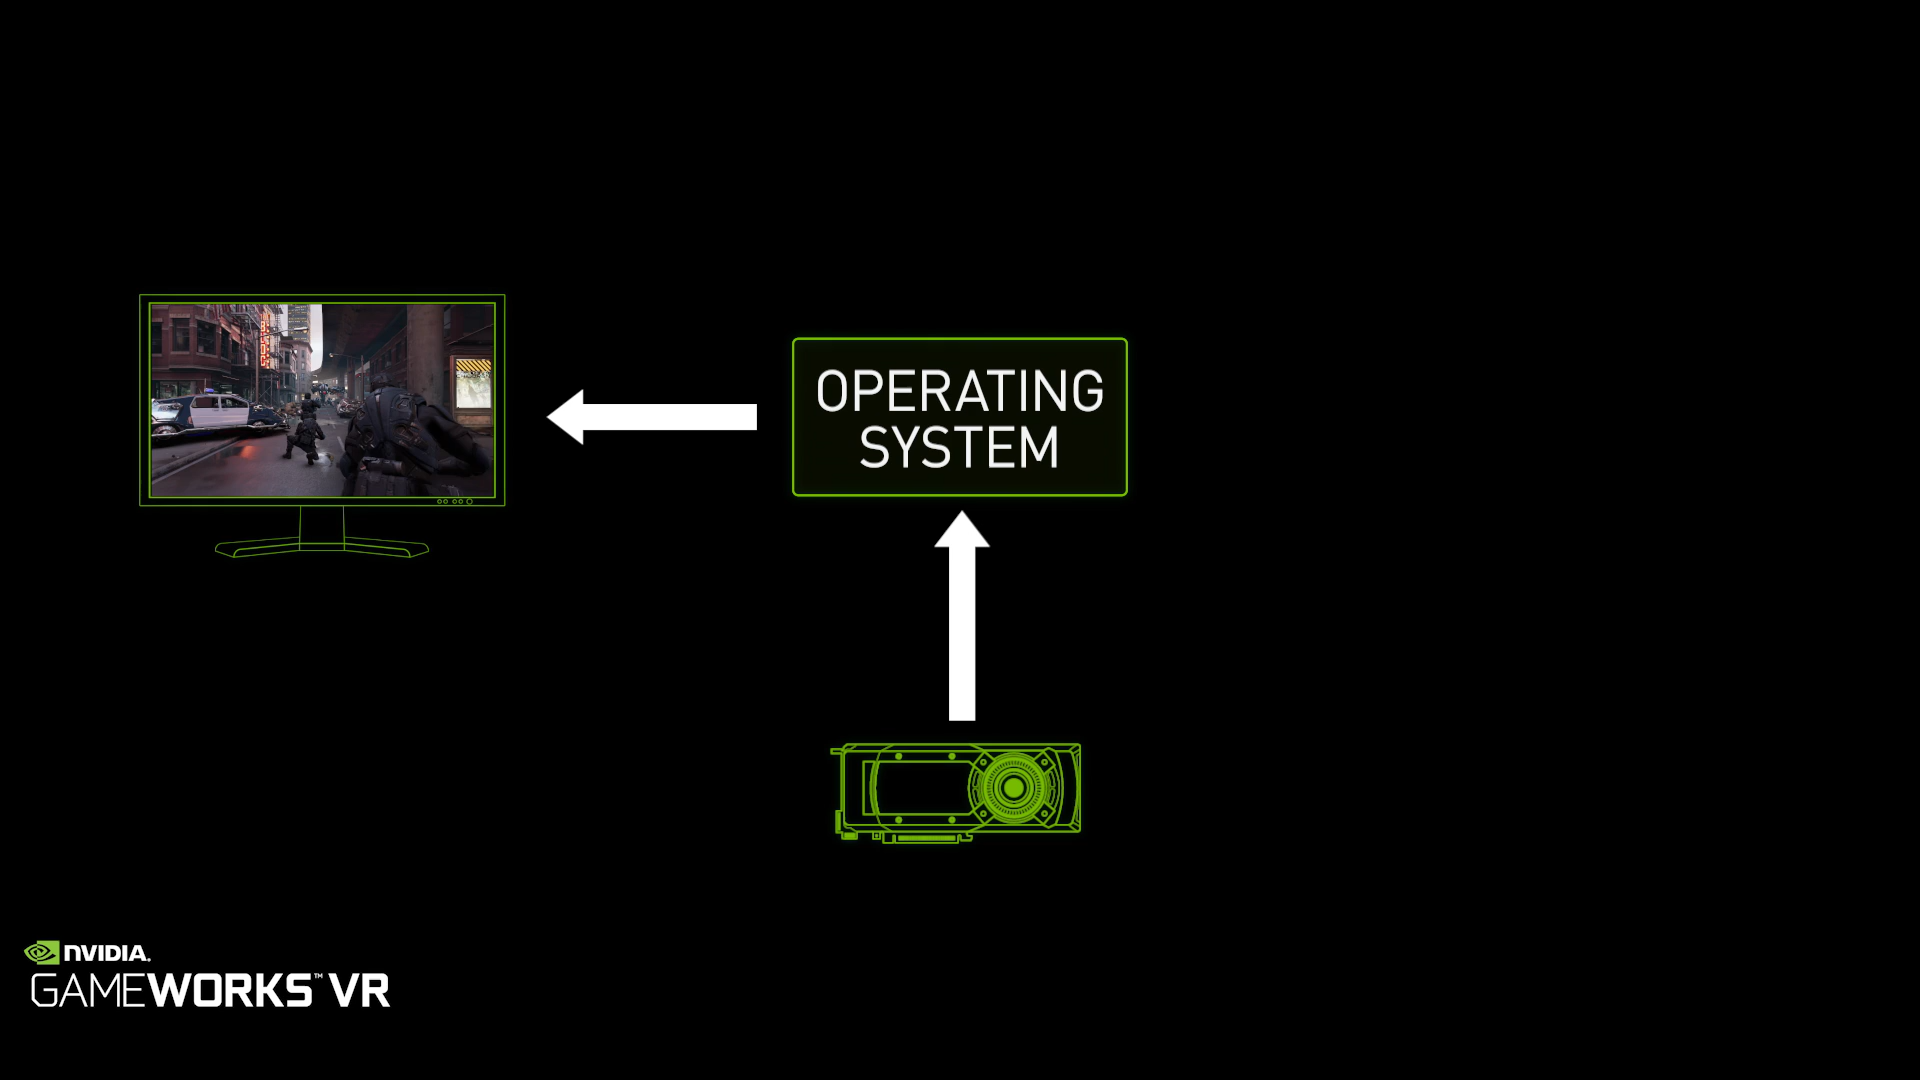 OPERATING
SYSTEM
NVIDIA.
GAMEWORKS™ VR